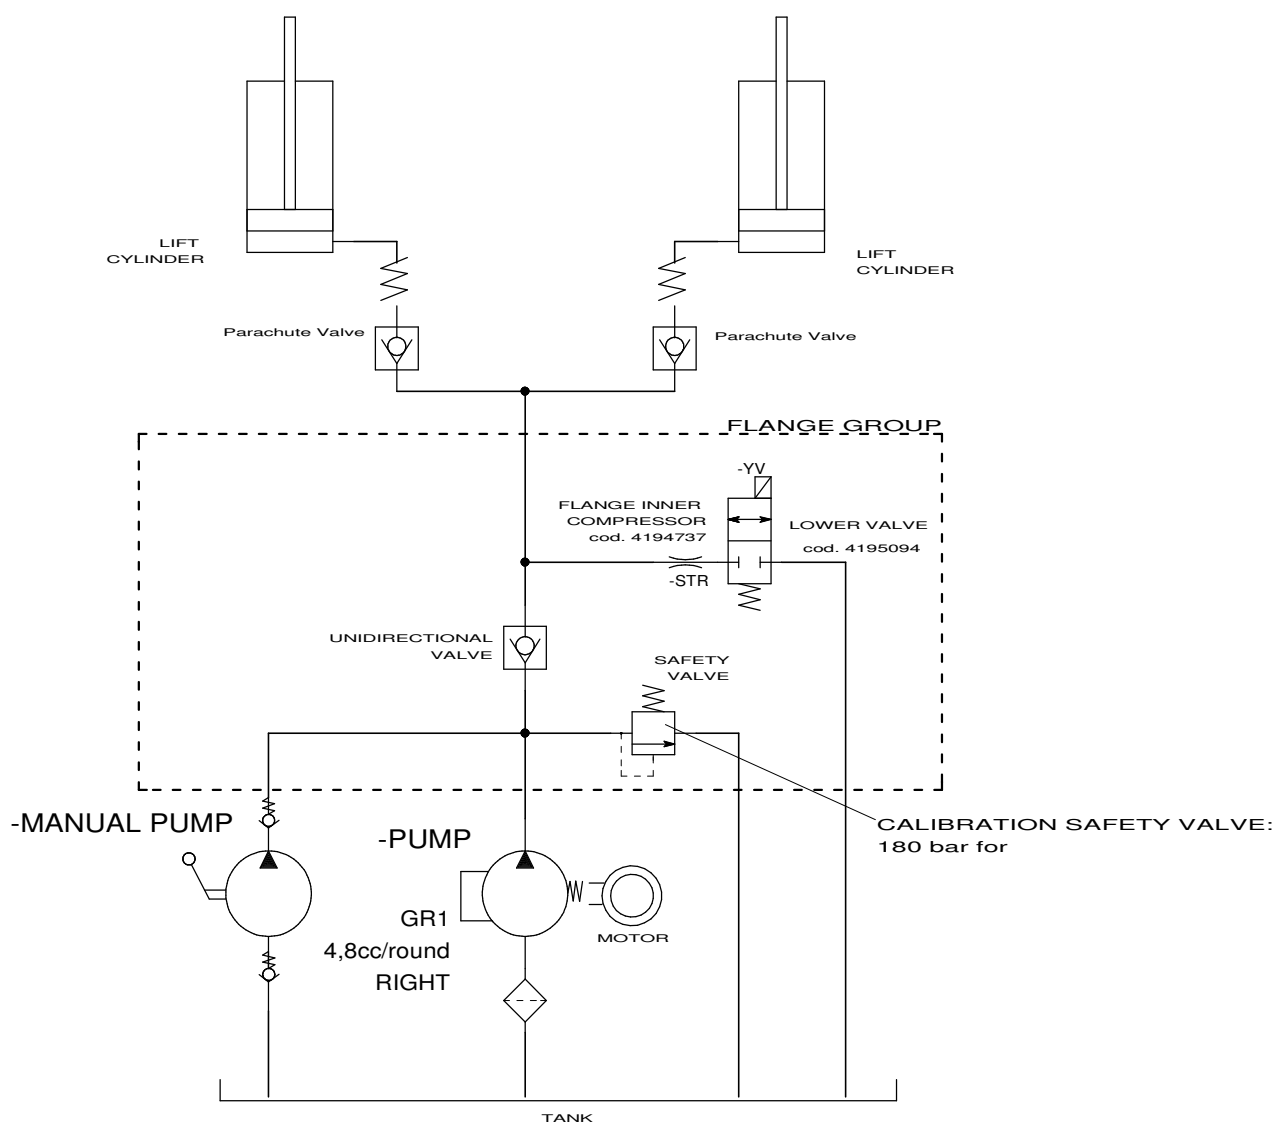 LIFT
CYLINDER
LIFT
CYLINDER
Parachute Valve
Parachute Valve
FLANGE GROUP
-YV
FLANGE INNER
COMPRESSOR
cod. 4194737
LOWER VALVE
cod. 4195094
-STR
UNIDIRECTIONAL
VALVE
SAFETY
VALVE
-MANUAL PUMP
-PUMP
CALIBRATION SAFETY VALVE:
180 bar for
GR1
4,8cc/round
RIGHT
MOTOR
TANK